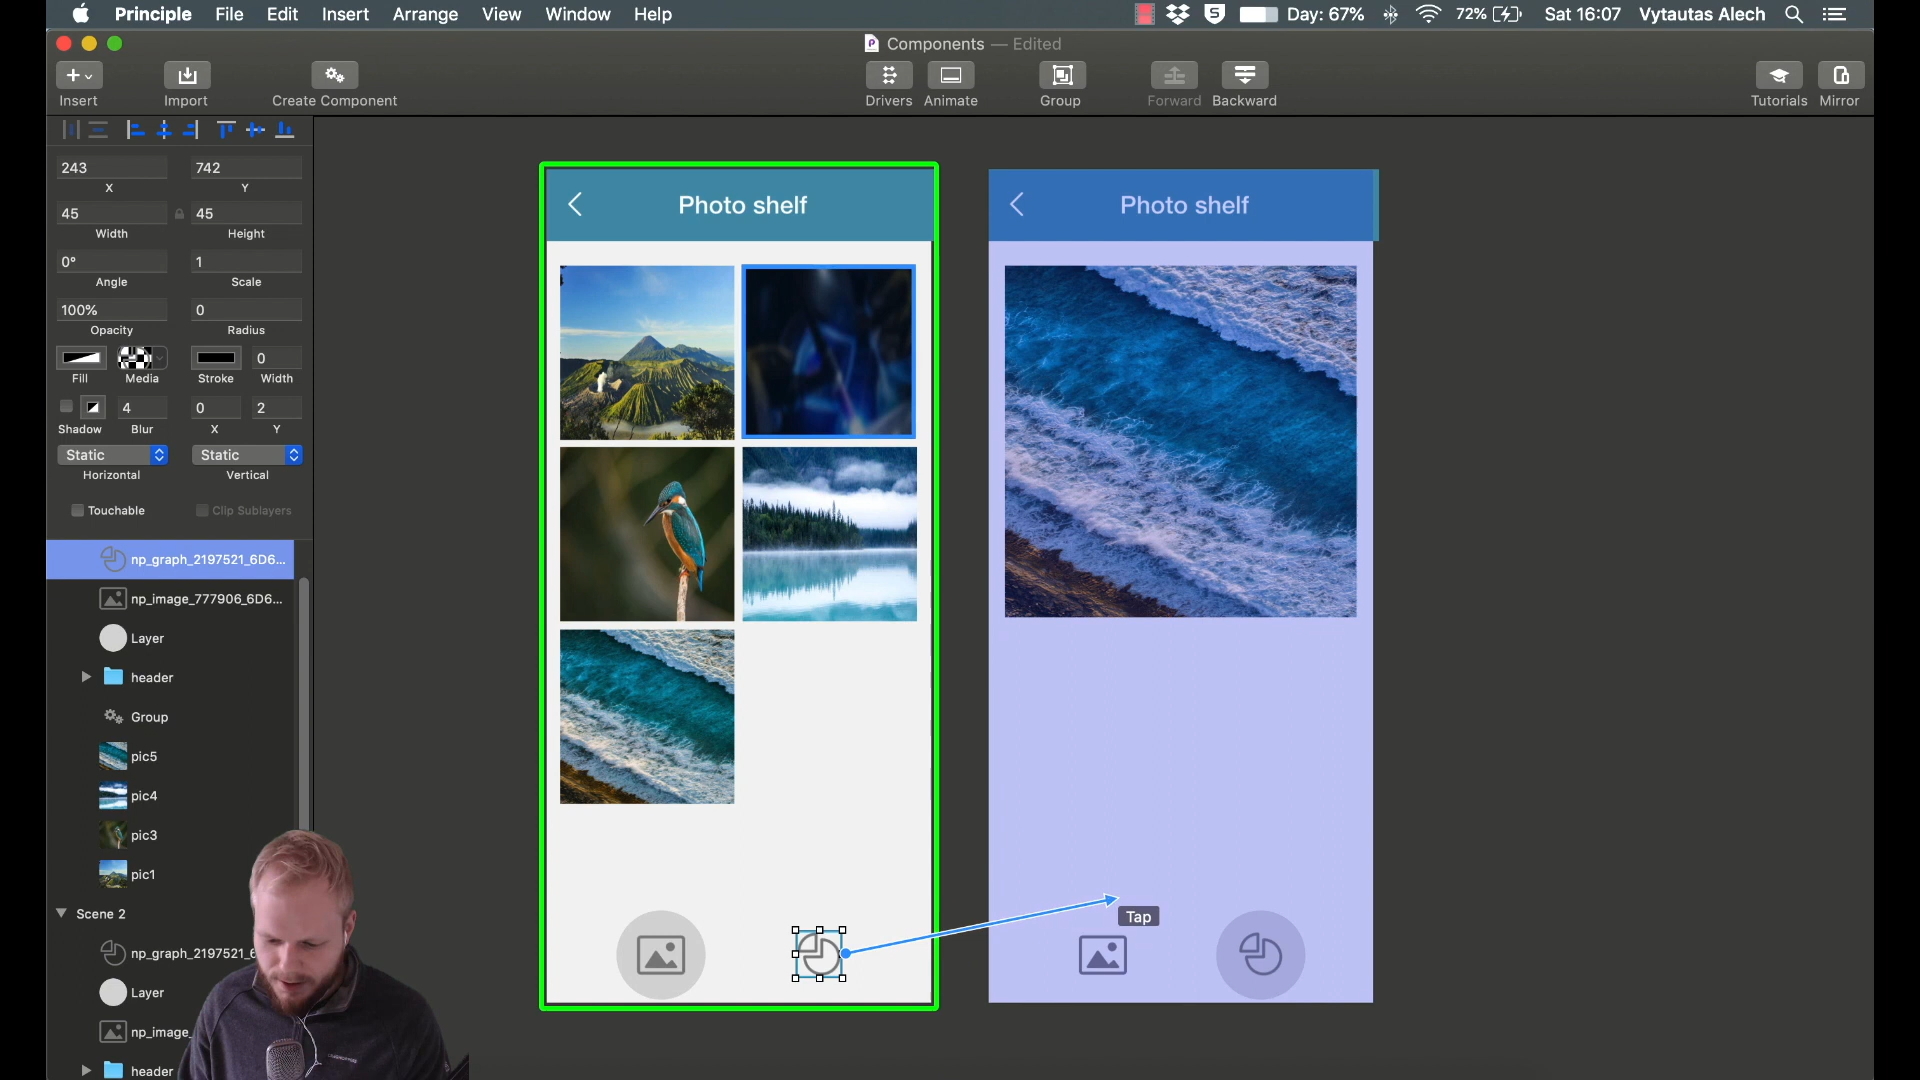 Principle File Edit Insert Arrange View Window Help
S Day: 67% 72% Sat 16:07 Vytautas Alech
Components — Edited
Insert Import Create Component Drivers Animate Group Forward Backward Tutorials Mirror
243 742
X Y
45 45
Width Height
0° 1
Angle Scale
100% 0
Opacity Radius
0
Fill Media Stroke Width
4 0 2
Shadow Blur X Y
Static Static
Horizontal Vertical
Touchable Clip Sublayers
np_graph_2197521_6D6...
np_image_777906_6D6...
Layer
header
Group
pic5
pic4
pic3
pic1
Scene 2
np_graph_2197521_6
Layer
np_image_
header
Photo shelf
Photo shelf
Tap